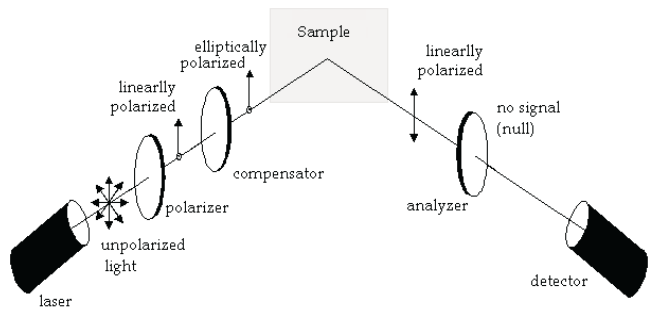 Sample
elliptically
polarized
linearlly
polarized
linearlly
polarized
no signal
(null)
compensator
polarizer
analyzer
unpolarized
light
detector
laser